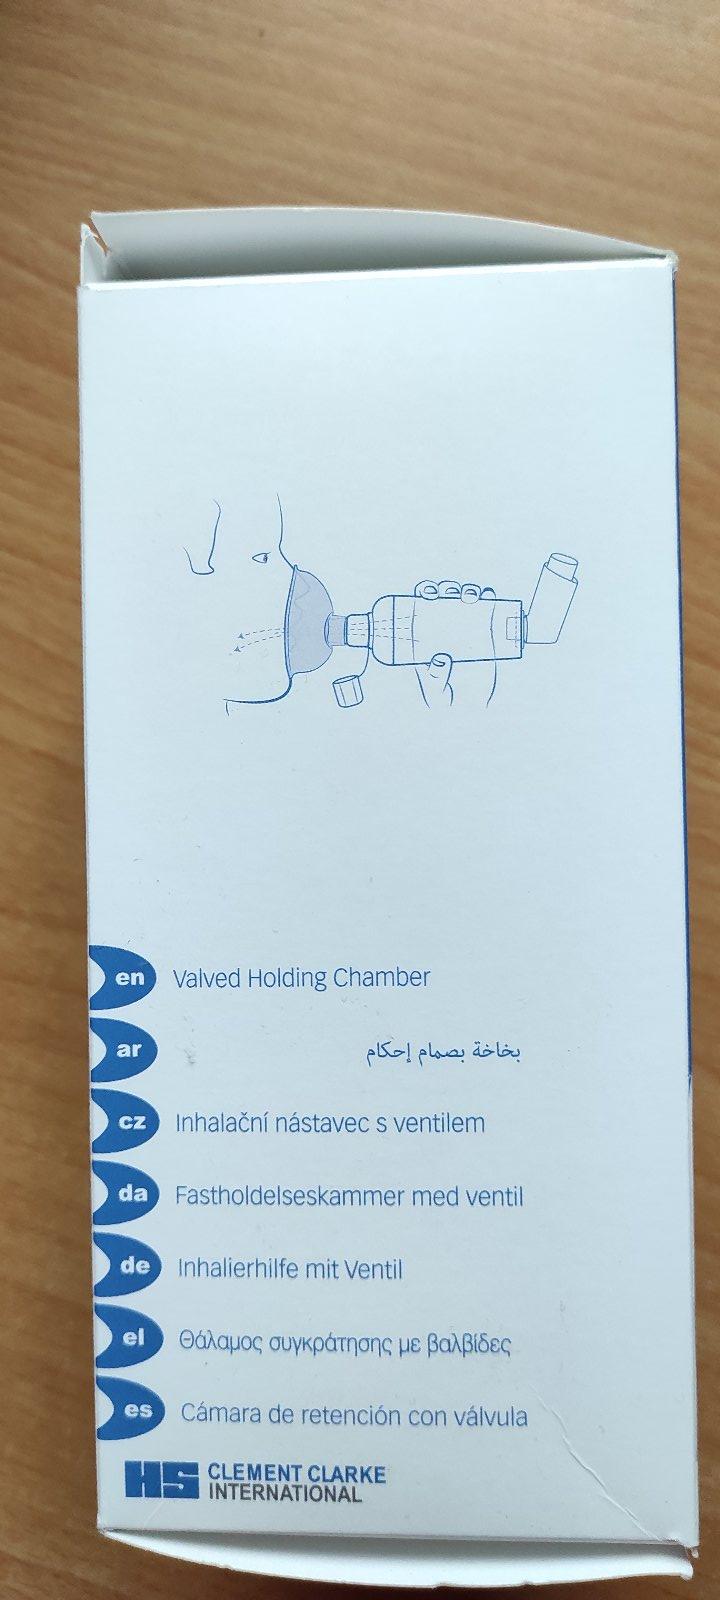 en Valved Holding Chamber
ar بخاخة بصمام إحكام
cz Inhalační nástavec s ventilem
da Fastholdelseskammer med ventil
de Inhalierhilfe mit Ventil
el Θάλαμος συγκράτησης με βαλβίδες
es Cámara de retención con válvula
HS CLEMENT CLARKE
INTERNATIONAL